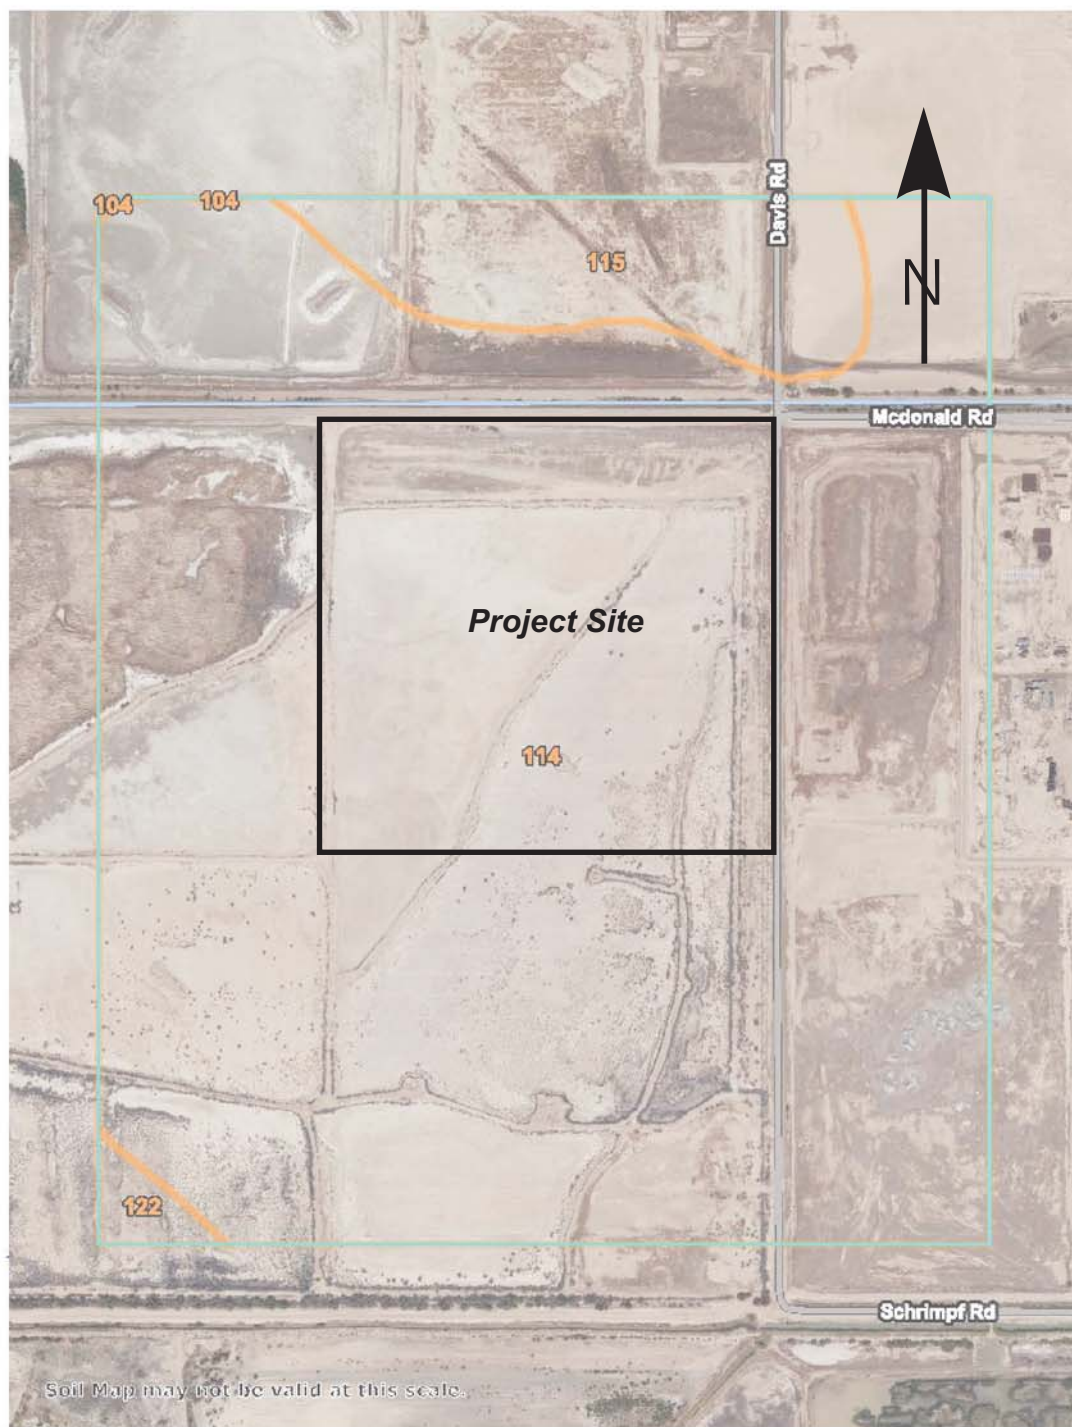 104
104
Davis Rd
115
N
Mcdonald Rd
Project Site
114
122
Schrimpf Rd
Soil Map may not be valid at this scale.